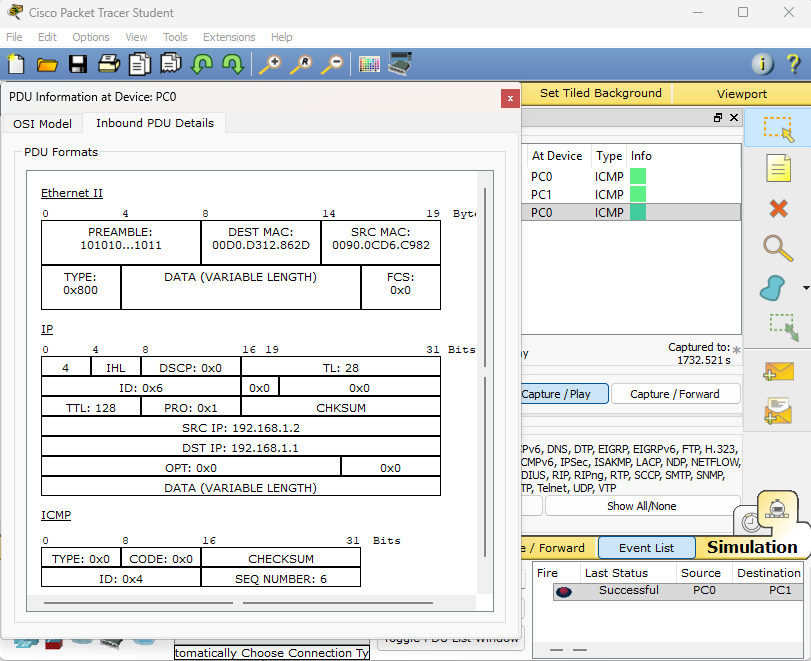 Cisco Packet Tracer Student
File Edit Options View Tools Extensions Help
PDU Information at Device: PC0
OSI Model Inbound PDU Details
PDU Formats
Ethernet II
0 4 8 14 19 Byte
PREAMBLE: 101010...1011
DEST MAC: 00D0.D312.862D
SRC MAC: 0090.0CD6.C982
TYPE: 0x800
DATA (VARIABLE LENGTH)
FCS: 0x0
IP
0 4 8 16 19 31 Bits
4 IHL DSCP: 0x0 TL: 28
ID: 0x6 0x0 0x0
TTL: 128 PRO: 0x1 CHKSUM
SRC IP: 192.168.1.2
DST IP: 192.168.1.1
OPT: 0x0 0x0
DATA (VARIABLE LENGTH)
ICMP
0 8 16 31 Bits
TYPE: 0x0 CODE: 0x0 CHECKSUM
ID: 0x4 SEQ NUMBER: 6
Set Tiled Background Viewport
At Device Type Info
PC0 ICMP
PC1 ICMP
PC0 ICMP
Captured to:
1732.521 s
Capture / Play Capture / Forward
Pv6, DNS, DTP, EIGRP, EIGRPv6, FTP, H.323,
CMPv6, IPSec, ISAKMP, LACP, NDP, NETFLOW,
DIUS, RIP, RIPng, RTP, SCCP, SMTP, SNMP,
TP, Telnet, UDP, VTP
Show All/None
e / Forward Event List Simulation
Fire Last Status Source Destination
Successful PC0 PC1
Toggle PDU List Window
tomatically Choose Connection Ty